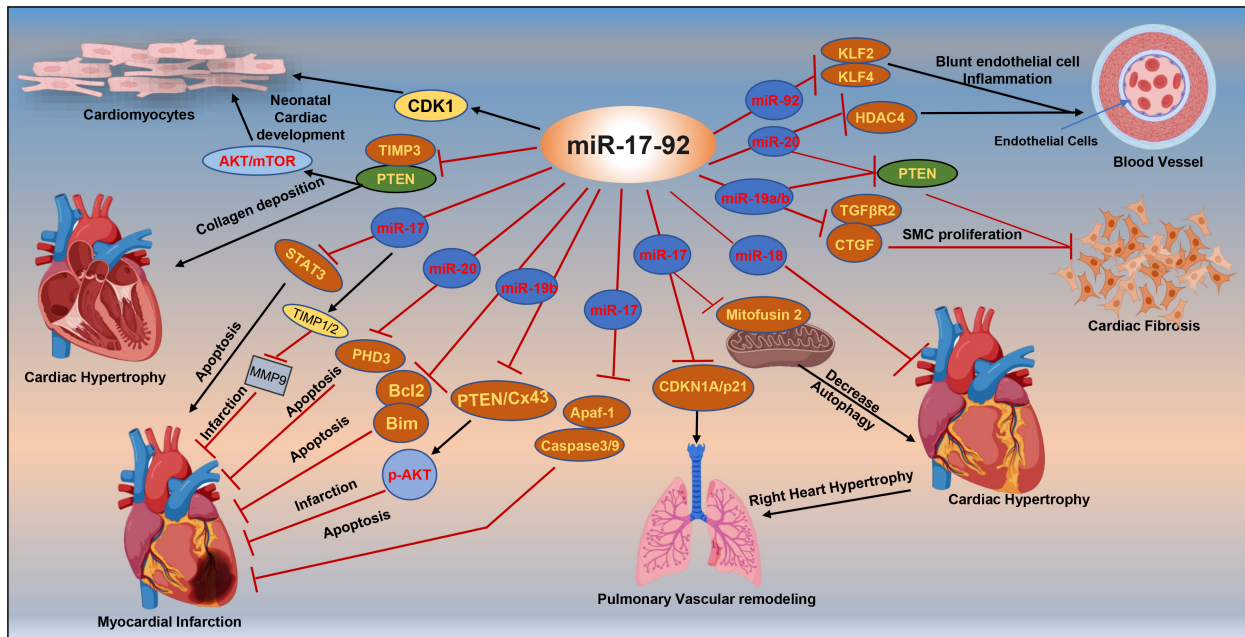 miR-17-92
Cardiomyocytes
Neonatal
Cardiac
development
CDK1
AKT/mTOR
TIMP3
PTEN
Collagen deposition
Cardiac Hypertrophy
miR-17
STAT3
TIMP1/2
MMP9
Apoptosis
Infarction
miR-20
PHD3
Apoptosis
Bcl2
Bim
Apoptosis
miR-19b
PTEN/Cx43
p-AKT
Infarction
Apaf-1
Caspase3/9
Apoptosis
Myocardial Infarction
miR-17
miR-17
CDKN1A/p21
Pulmonary Vascular remodeling
Mitofusin 2
Decrease
Autophagy
miR-18
Cardiac Hypertrophy
Right Heart Hypertrophy
miR-92
KLF2
KLF4
Blunt endothelial cell
Inflammation
miR-20
HDAC4
Endothelial Cells
Blood Vessel
miR-19a/b
PTEN
TGFβR2
CTGF
SMC proliferation
Cardiac Fibrosis